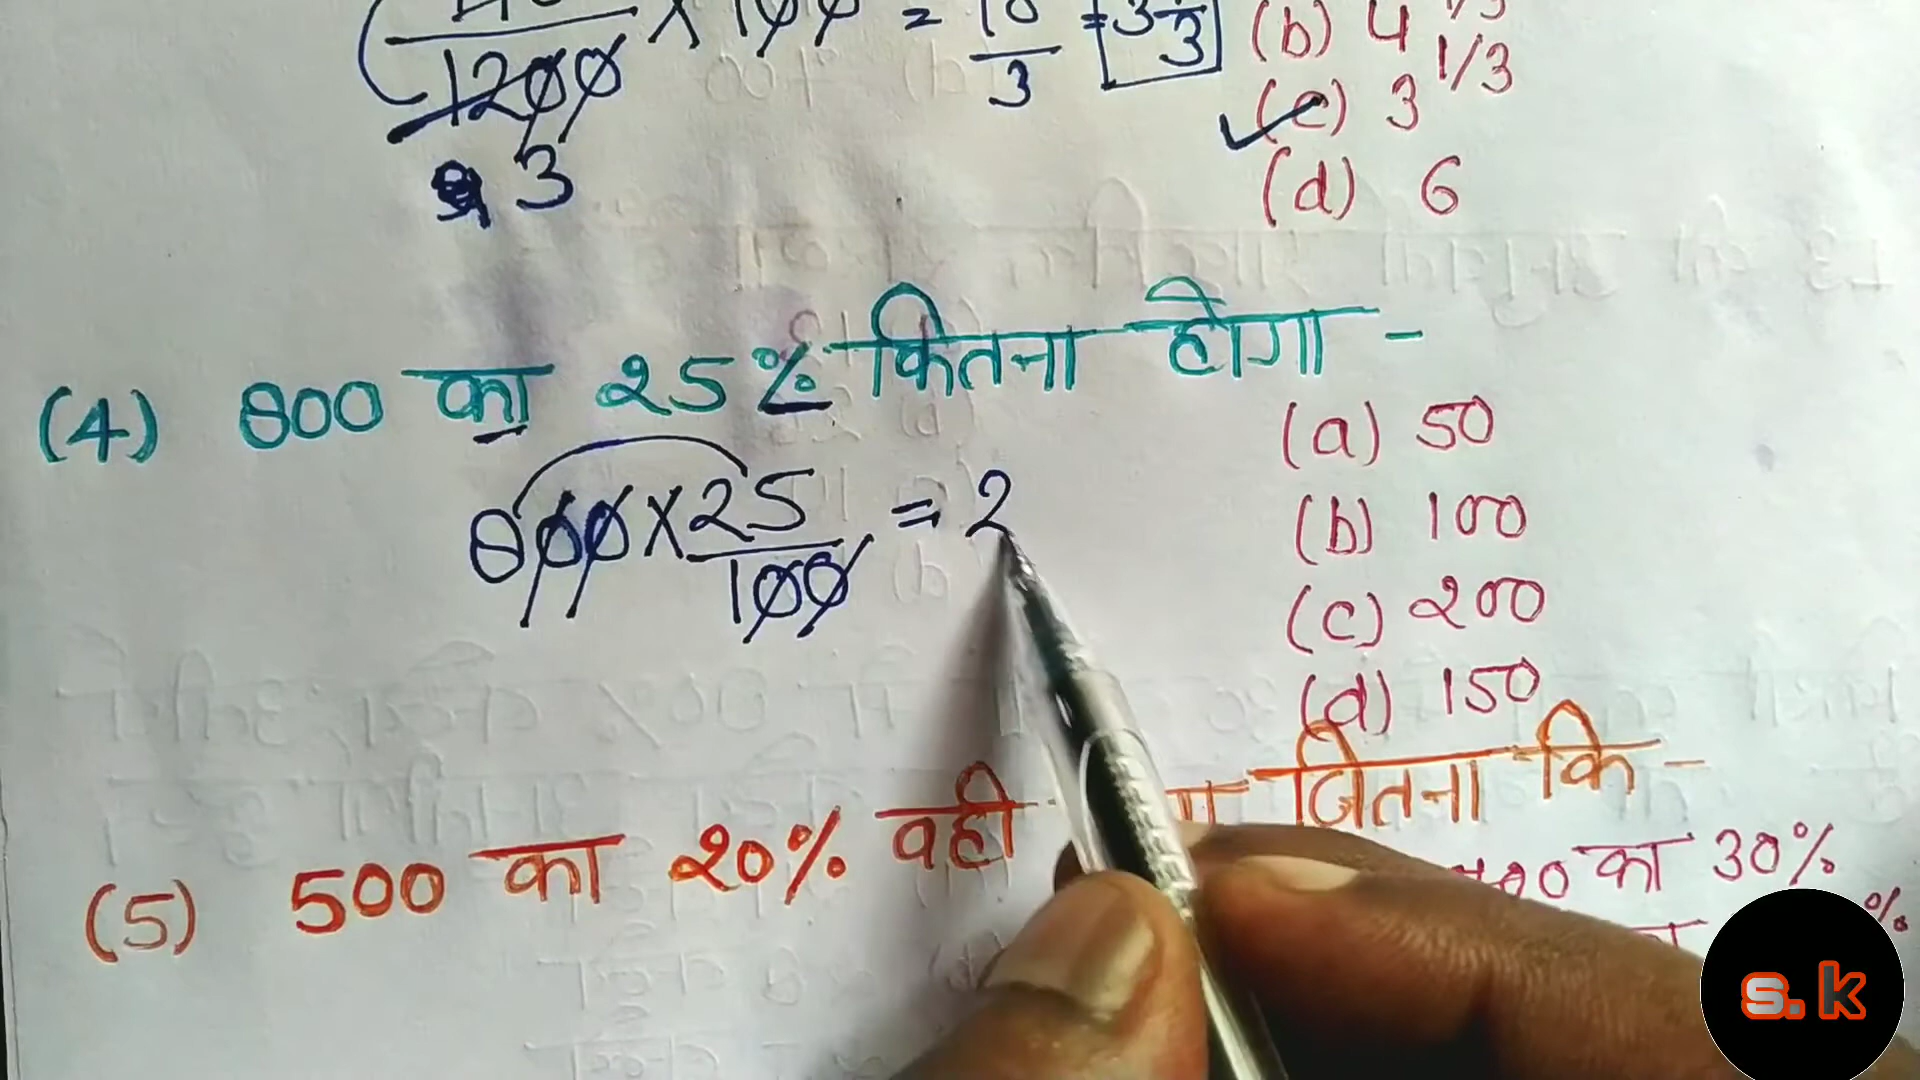 1200 × 100 = 10/3 = 3 1/3
(b) 4 1/3
3
(c) 3 1/3
(d) 6
(4) 800 का 25% कितना होगा -
(a) 50
800 × 25/100 = 2
(b) 100
(c) 200
(d) 150
(5) 500 का 20% वही जितना कि -
का 30%
%
s.k